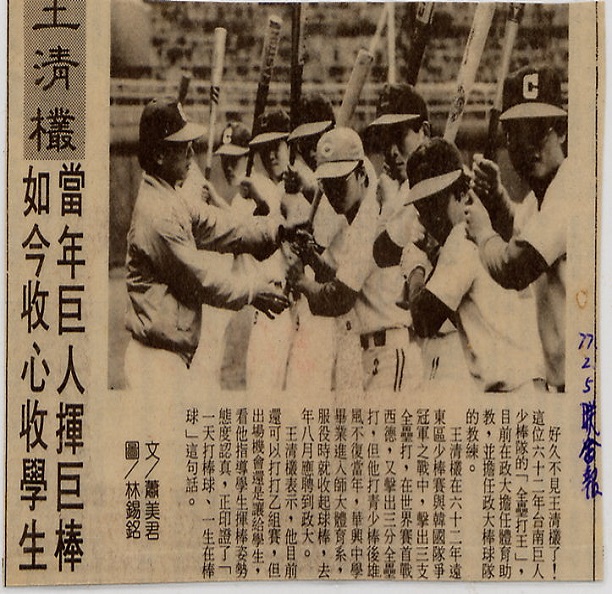 王清欉
當年巨人揮巨棒
如今收心收學生
好久不見王清欉了！
這位六十二年台南巨人
少棒隊的「全壘打王」，
目前在政大擔任體育助
教，並擔任政大棒球隊
的教練。
王清欉在六十二年遠
東區少棒賽與韓國隊爭
冠軍之戰中，擊出三支
全壘打，在世界賽首戰
西德，又擊出三分全壘
打，但他打青少棒後雄
風不復當年，華興中學
畢業進入師大體育系，
服役時就收起球棒，去
年八月應聘到政大。
王清欉表示，他目前
還可以打打乙組賽，但
出場機會還是讓給學生，
看他指導學生揮棒姿勢
態度認真，正印證了「
一天打棒球、一生在棒
球」這句話。
文／蕭美君
圖／林錫銘
77.2.5 聯合報
C
C